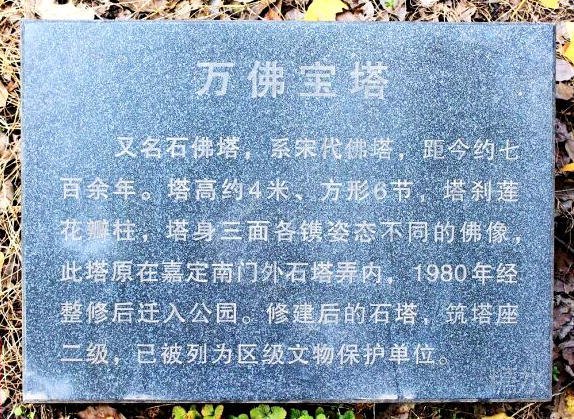 万佛宝塔
又名石佛塔，系宋代佛塔，距今约七
百余年。塔高约4米、方形6节，塔刹莲
花瓣柱，塔身三面各镌姿态不同的佛像，
此塔原在嘉定南门外石塔弄内，1980年经
整修后迁入公园。修建后的石塔，筑塔座
二级，已被列为区级文物保护单位。